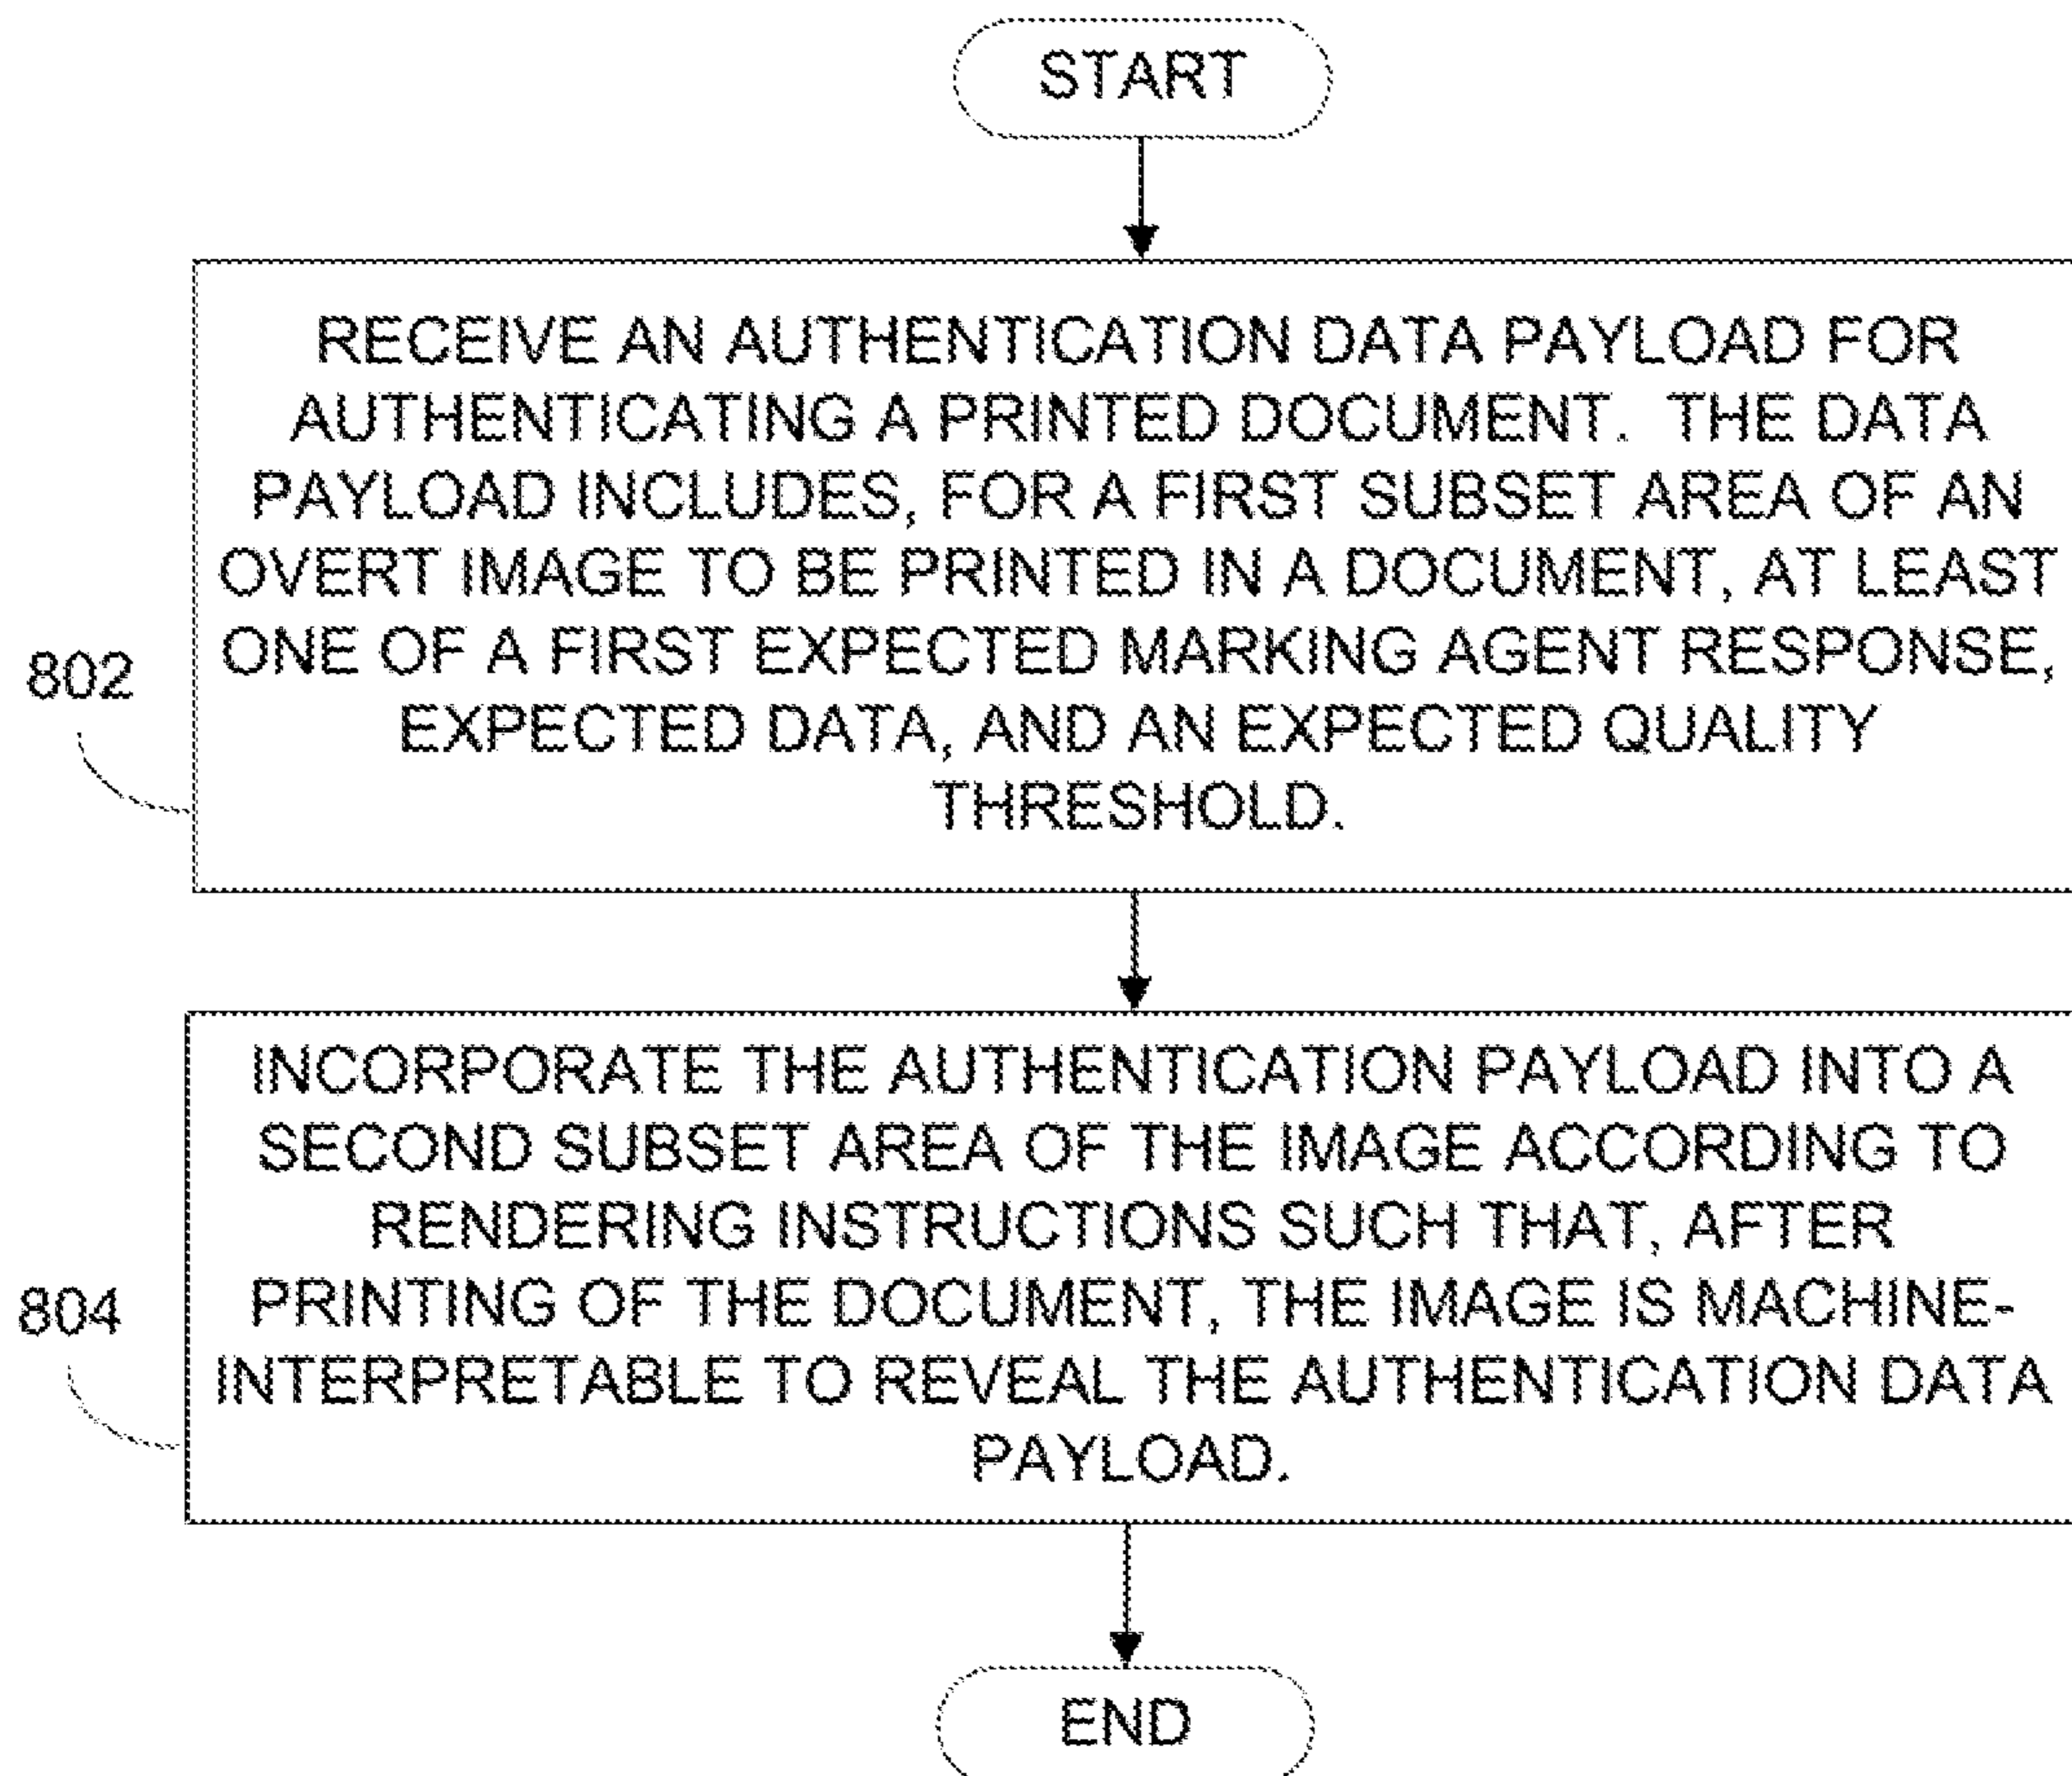 START
RECEIVE AN AUTHENTICATION DATA PAYLOAD FOR
AUTHENTICATING A PRINTED DOCUMENT. THE DATA
PAYLOAD INCLUDES, FOR A FIRST SUBSET AREA OF AN
OVERT IMAGE TO BE PRINTED IN A DOCUMENT, AT LEAST
ONE OF A FIRST EXPECTED MARKING AGENT RESPONSE,
EXPECTED DATA, AND AN EXPECTED QUALITY
THRESHOLD.
802
INCORPORATE THE AUTHENTICATION PAYLOAD INTO A
SECOND SUBSET AREA OF THE IMAGE ACCORDING TO
RENDERING INSTRUCTIONS SUCH THAT, AFTER
PRINTING OF THE DOCUMENT, THE IMAGE IS MACHINE-
INTERPRETABLE TO REVEAL THE AUTHENTICATION DATA
PAYLOAD.
804
END